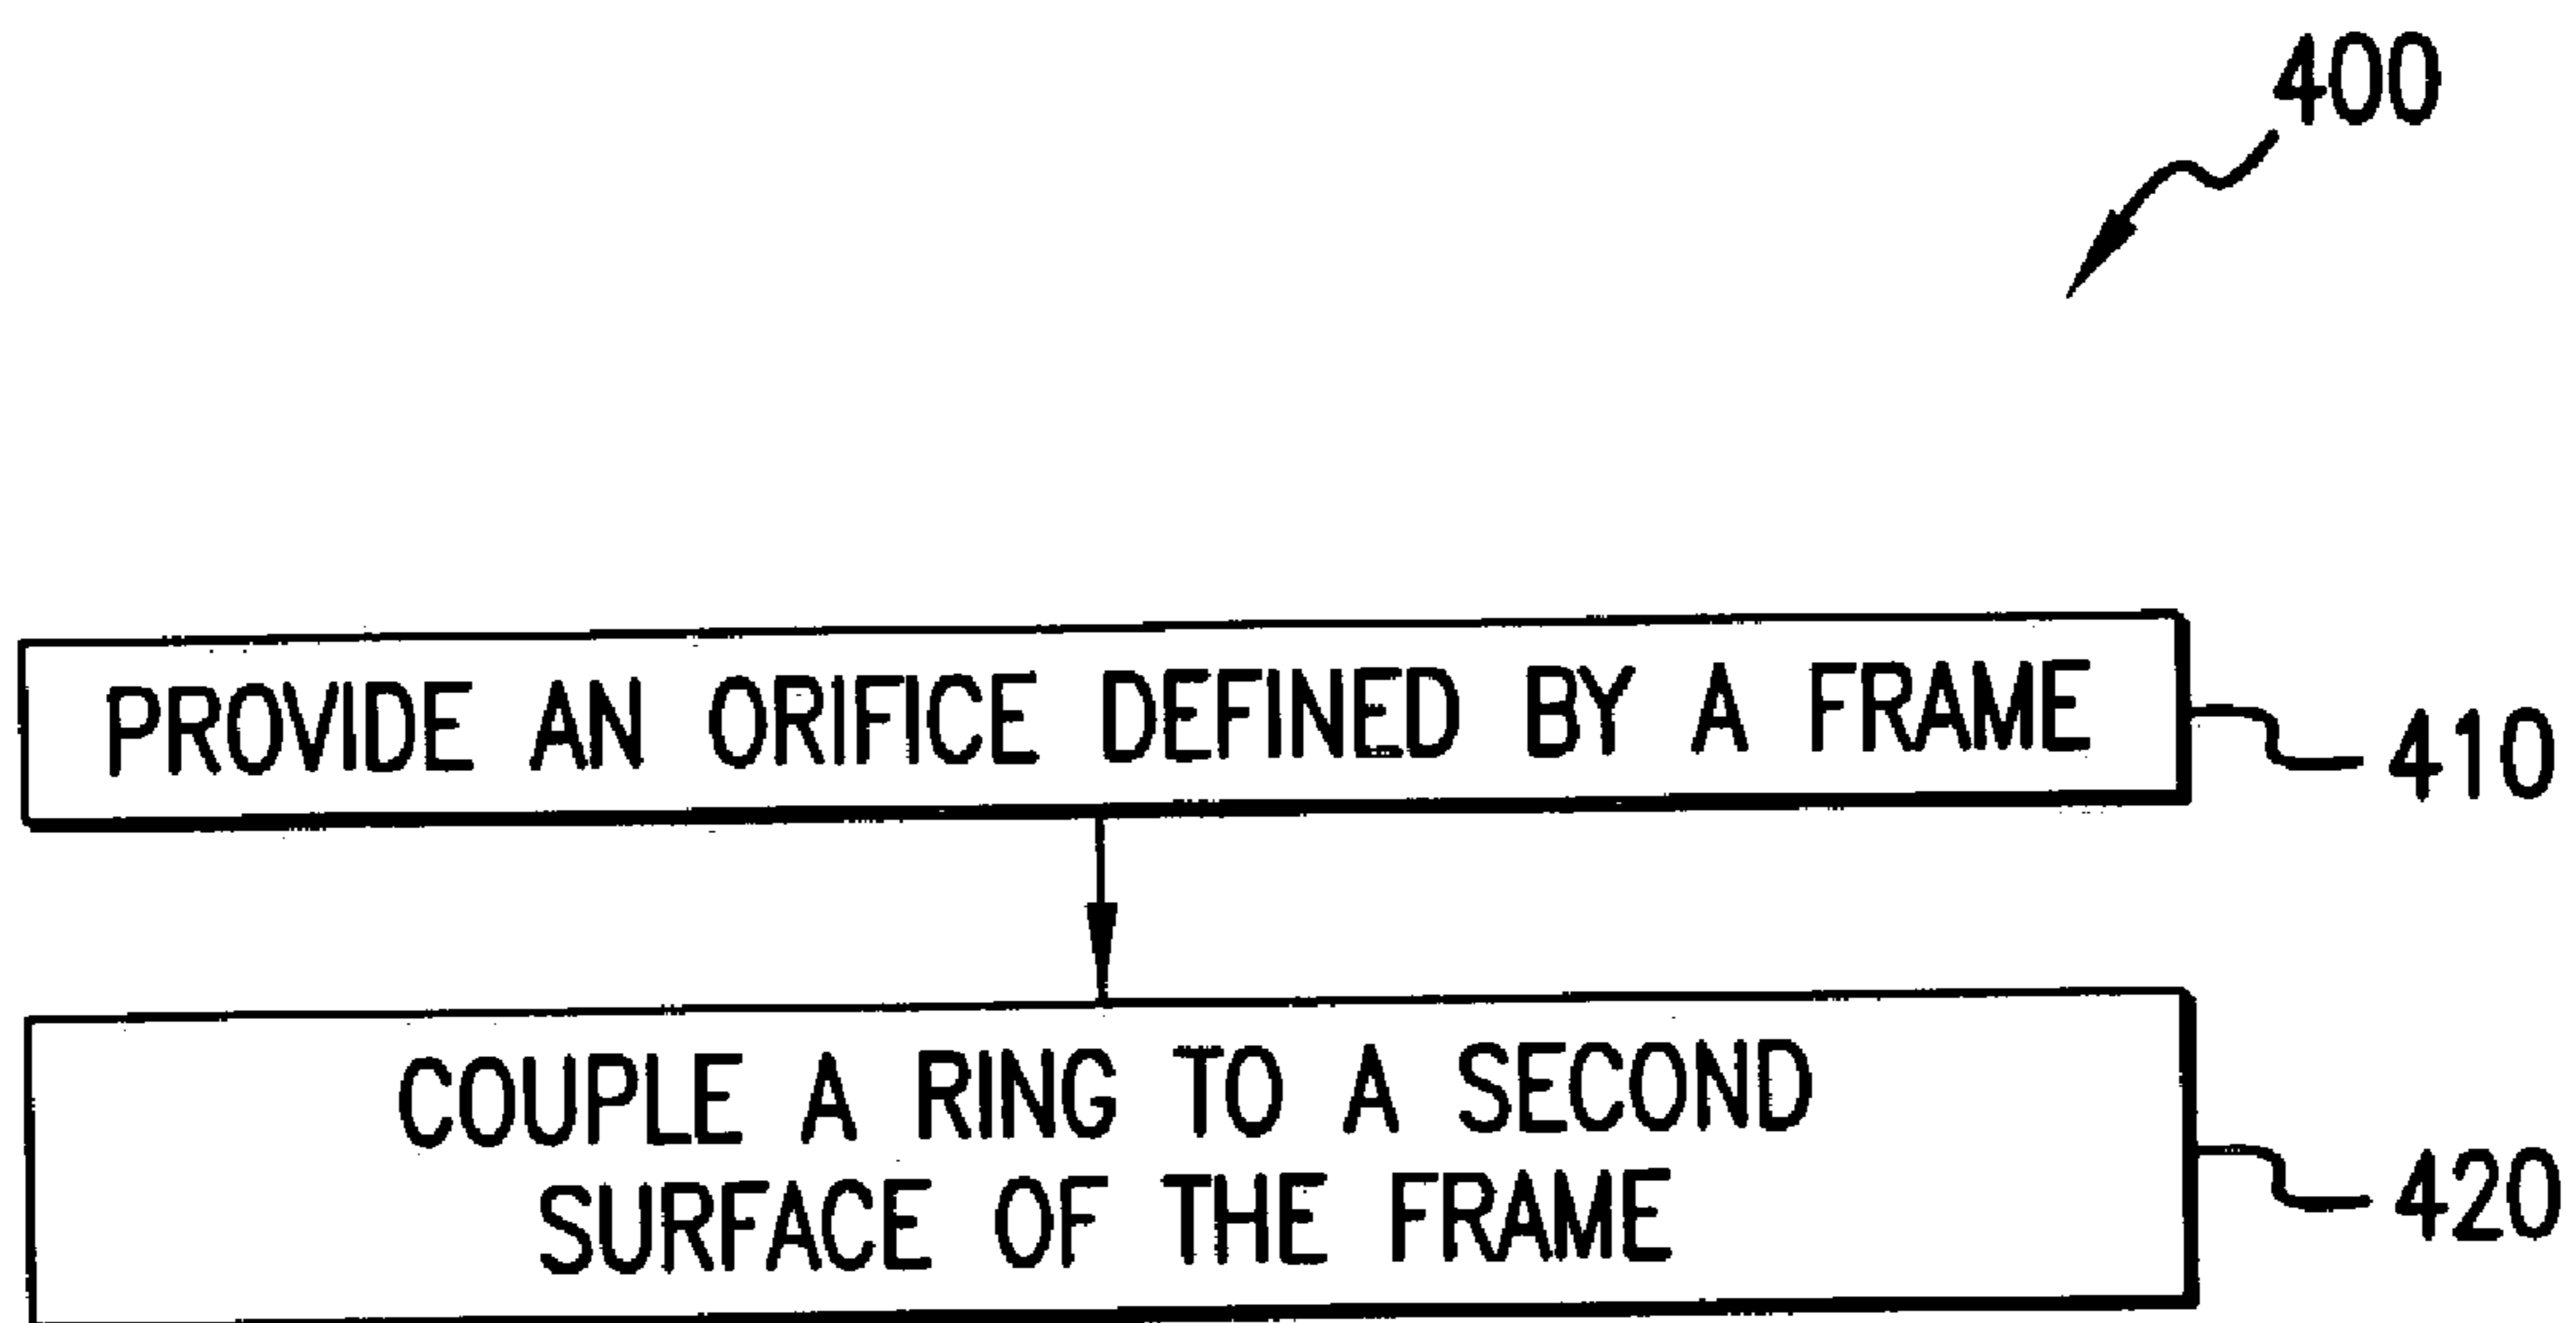 400
PROVIDE AN ORIFICE DEFINED BY A FRAME
410
COUPLE A RING TO A SECOND
SURFACE OF THE FRAME
420